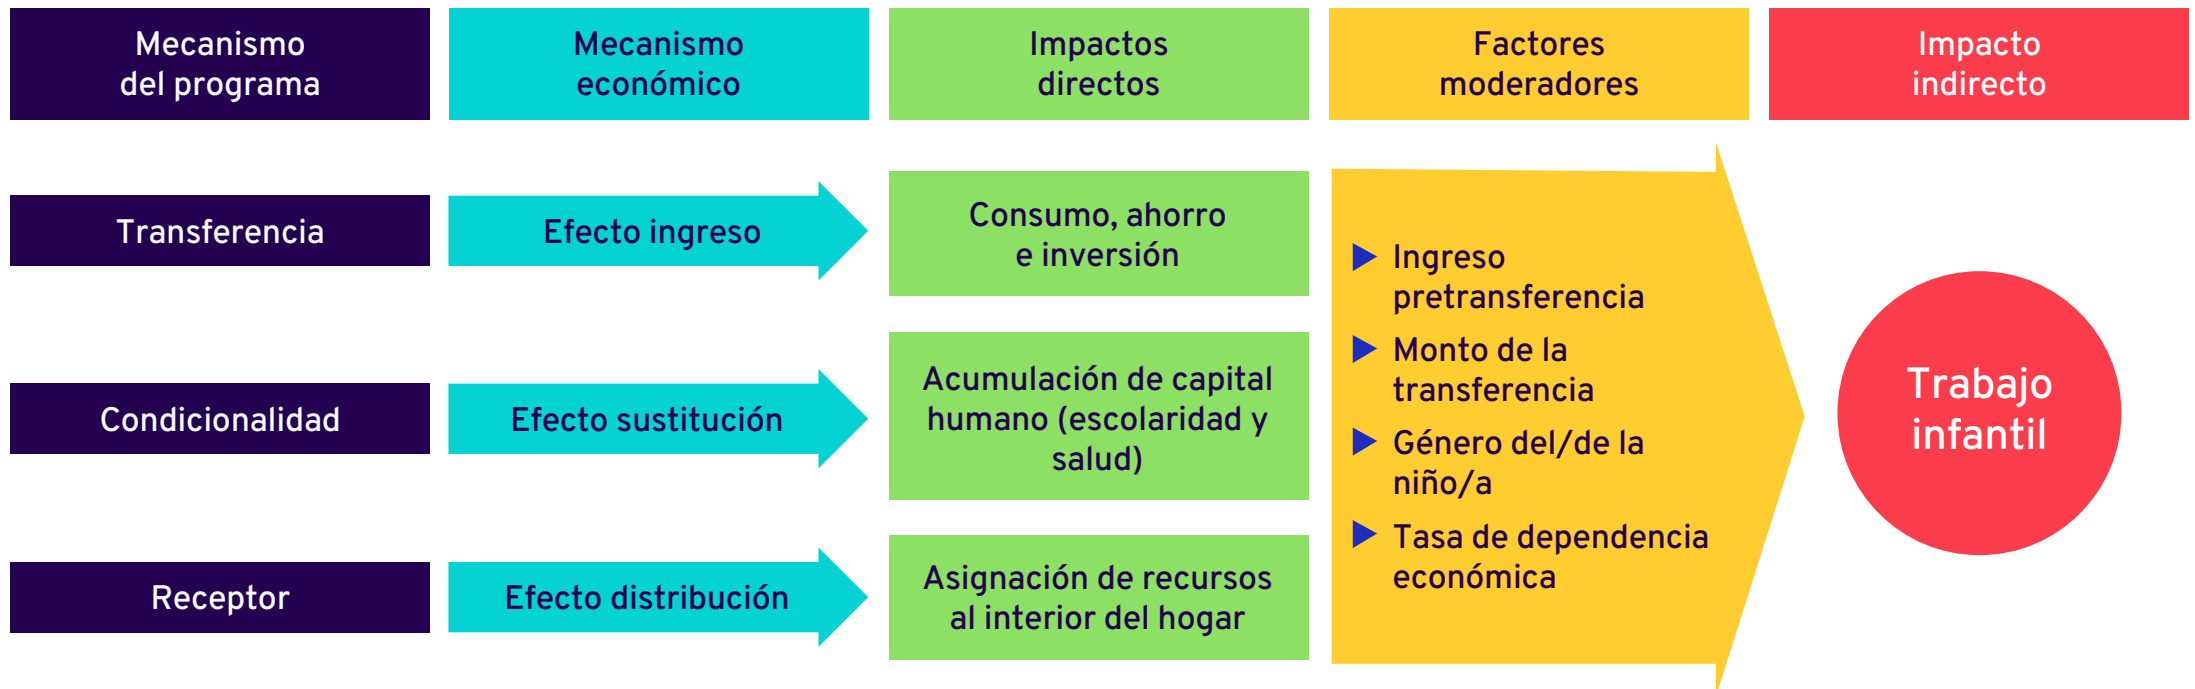 Mecanismo
del programa
Mecanismo
económico
Impactos
directos
Factores
moderadores
Impacto
indirecto
Transferencia
Efecto ingreso
Consumo, ahorro
e inversión
Condicionalidad
Efecto sustitución
Acumulación de capital
humano (escolaridad y
salud)
Receptor
Efecto distribución
Asignación de recursos
al interior del hogar
Ingreso
pretransferencia
Monto de la
transferencia
Género del/de la
niño/a
Tasa de dependencia
económica
Trabajo
infantil